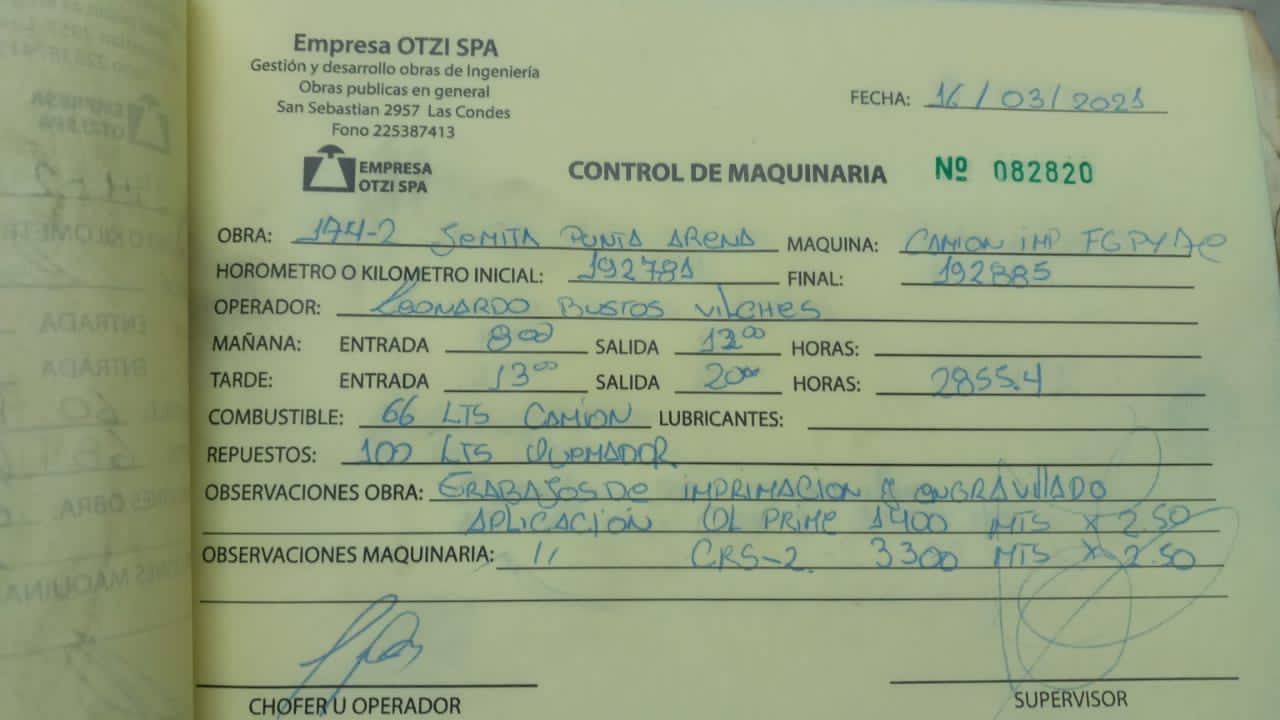 Empresa OTZI SPA
Gestión y desarrollo obras de Ingeniería
Obras publicas en general
San Sebastian 2957 Las Condes
Fono 225387413
FECHA: 16/03/2021
EMPRESA
OTZI SPA
CONTROL DE MAQUINARIA Nº 082820
OBRA: 174-2 SEMITA PUNTA ARENA MAQUINA: CAMION IMP
HOROMETRO O KILOMETRO INICIAL: 192781 FINAL: 192885
OPERADOR: LEONARDO BUSTOS VILCHES
MAÑANA: ENTRADA 8:00 SALIDA 12:00 HORAS:
TARDE: ENTRADA 13:00 SALIDA 20:00 HORAS: 2855.4
COMBUSTIBLE: 66 LTS CAMION LUBRICANTES:
REPUESTOS: 100 LTS QUEMADOR
OBSERVACIONES OBRA: TRABAJOS DE IMPRIMACION Y ENGRAVILLADO
APLICACION OL PRIME 1400 MTS X 2.50
OBSERVACIONES MAQUINARIA: 11 CRS-2. 3300 MTS X 2.50
CHOFER U OPERADOR SUPERVISOR